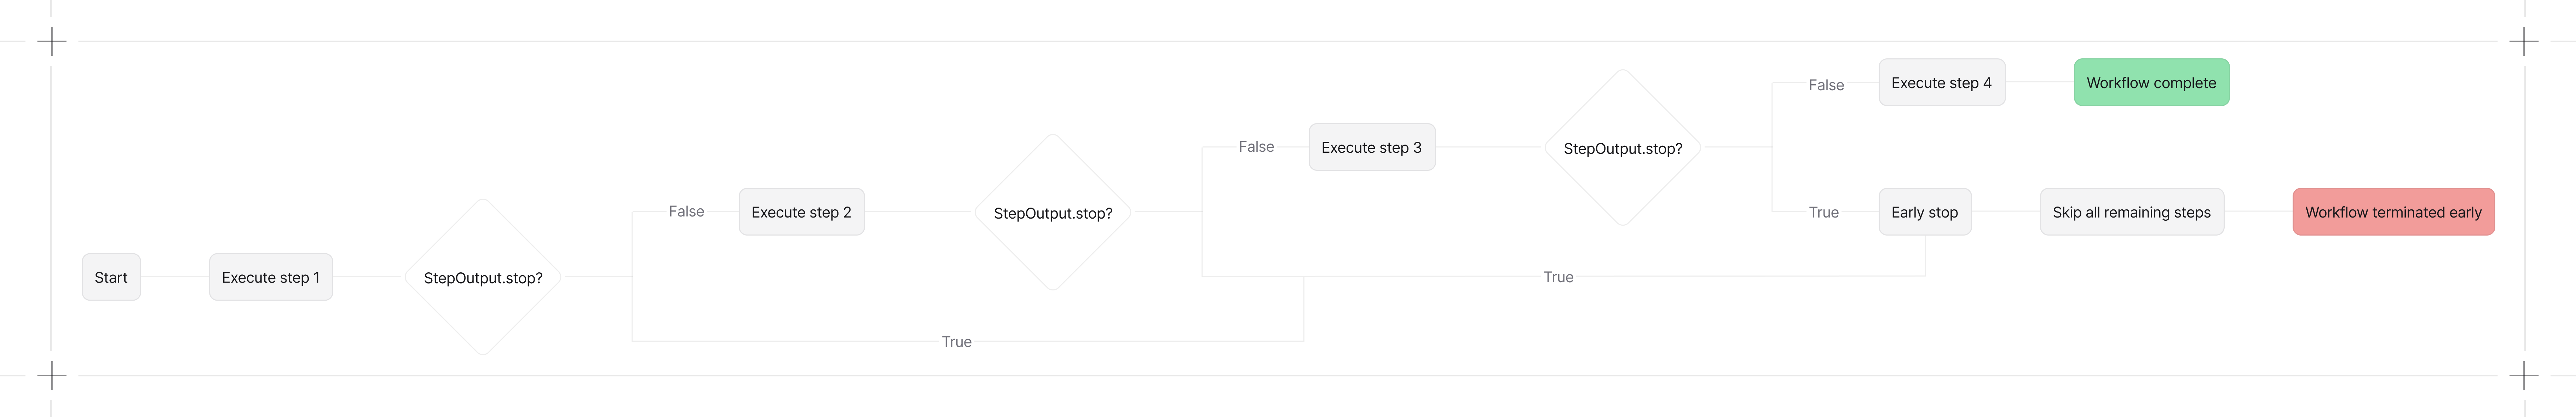 Start
Execute step 1
StepOutput.stop?
False
Execute step 2
StepOutput.stop?
False
Execute step 3
StepOutput.stop?
False
Execute step 4
Workflow complete
True
Early stop
Skip all remaining steps
Workflow terminated early
True
True